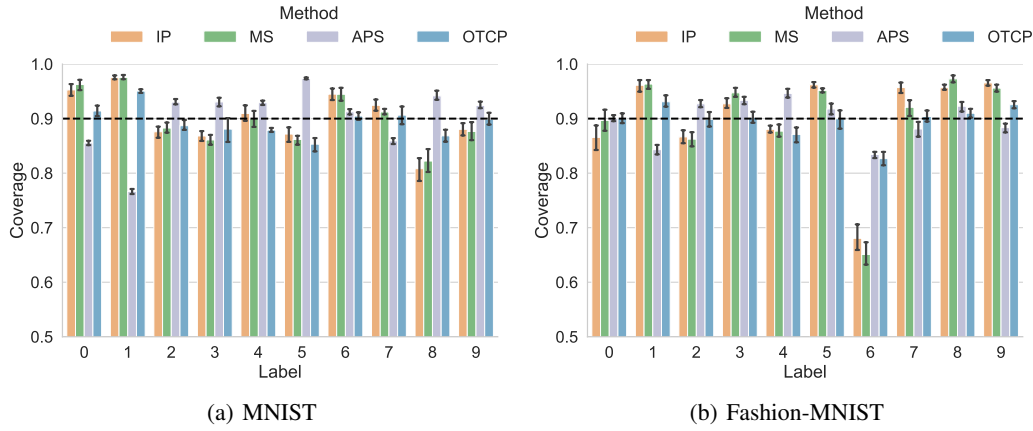 Method
IP MS APS OTCP
1.0
0.9
0.8
0.7
0.6
0.5
Coverage
0 1 2 3 4 5 6 7 8 9
Label
(a) MNIST
Method
IP MS APS OTCP
1.0
0.9
0.8
0.7
0.6
0.5
Coverage
0 1 2 3 4 5 6 7 8 9
Label
(b) Fashion-MNIST